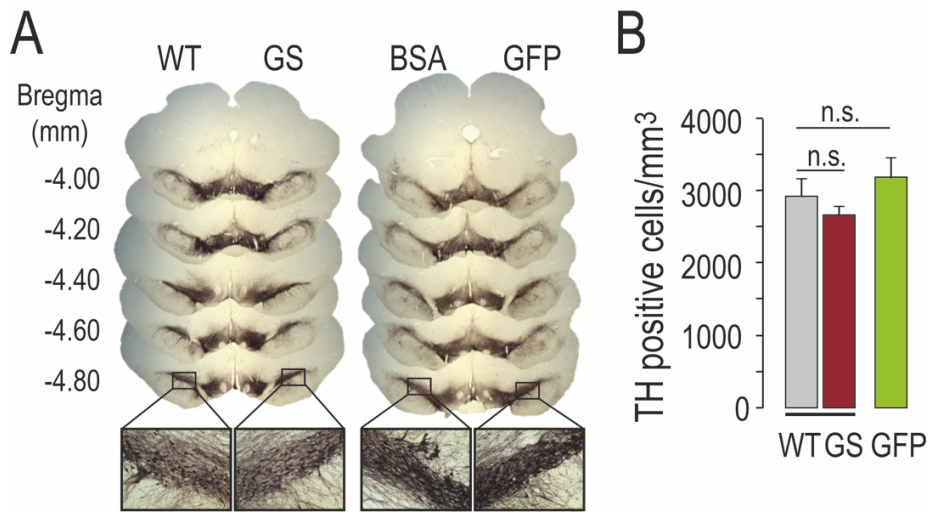 A
WT GS BSA GFP
Bregma
(mm)
-4.00
-4.20
-4.40
-4.60
-4.80
B
TH positive cells/mm³
4000
3000
2000
1000
0
n.s.
n.s.
WT GS GFP